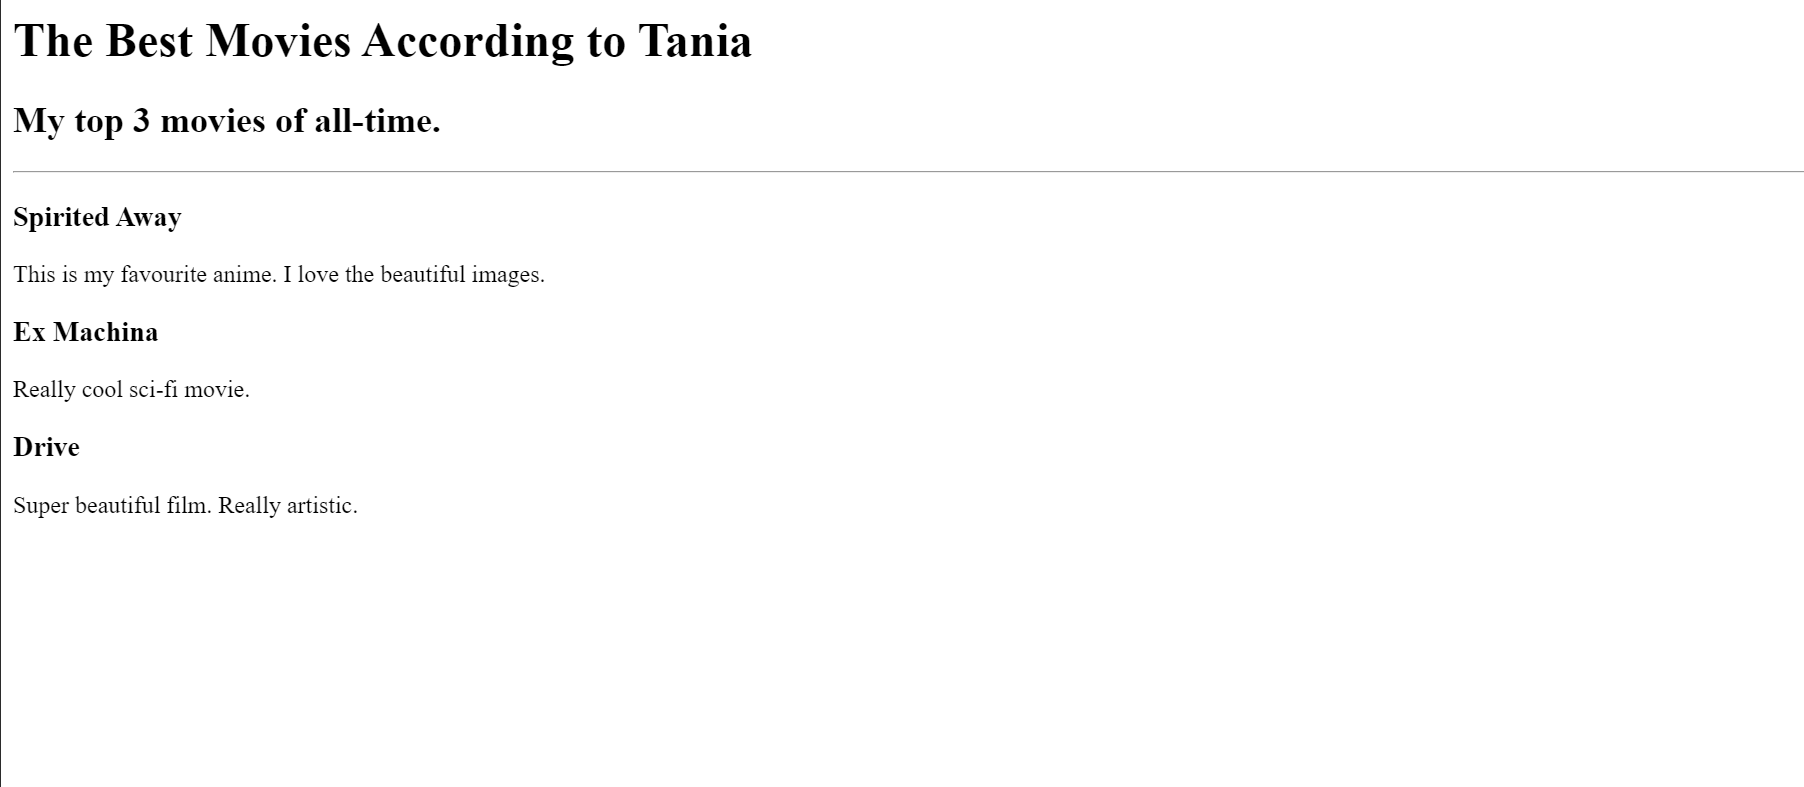 The Best Movies According to Tania
My top 3 movies of all-time.
Spirited Away
This is my favourite anime. I love the beautiful images.
Ex Machina
Really cool sci-fi movie.
Drive
Super beautiful film. Really artistic.